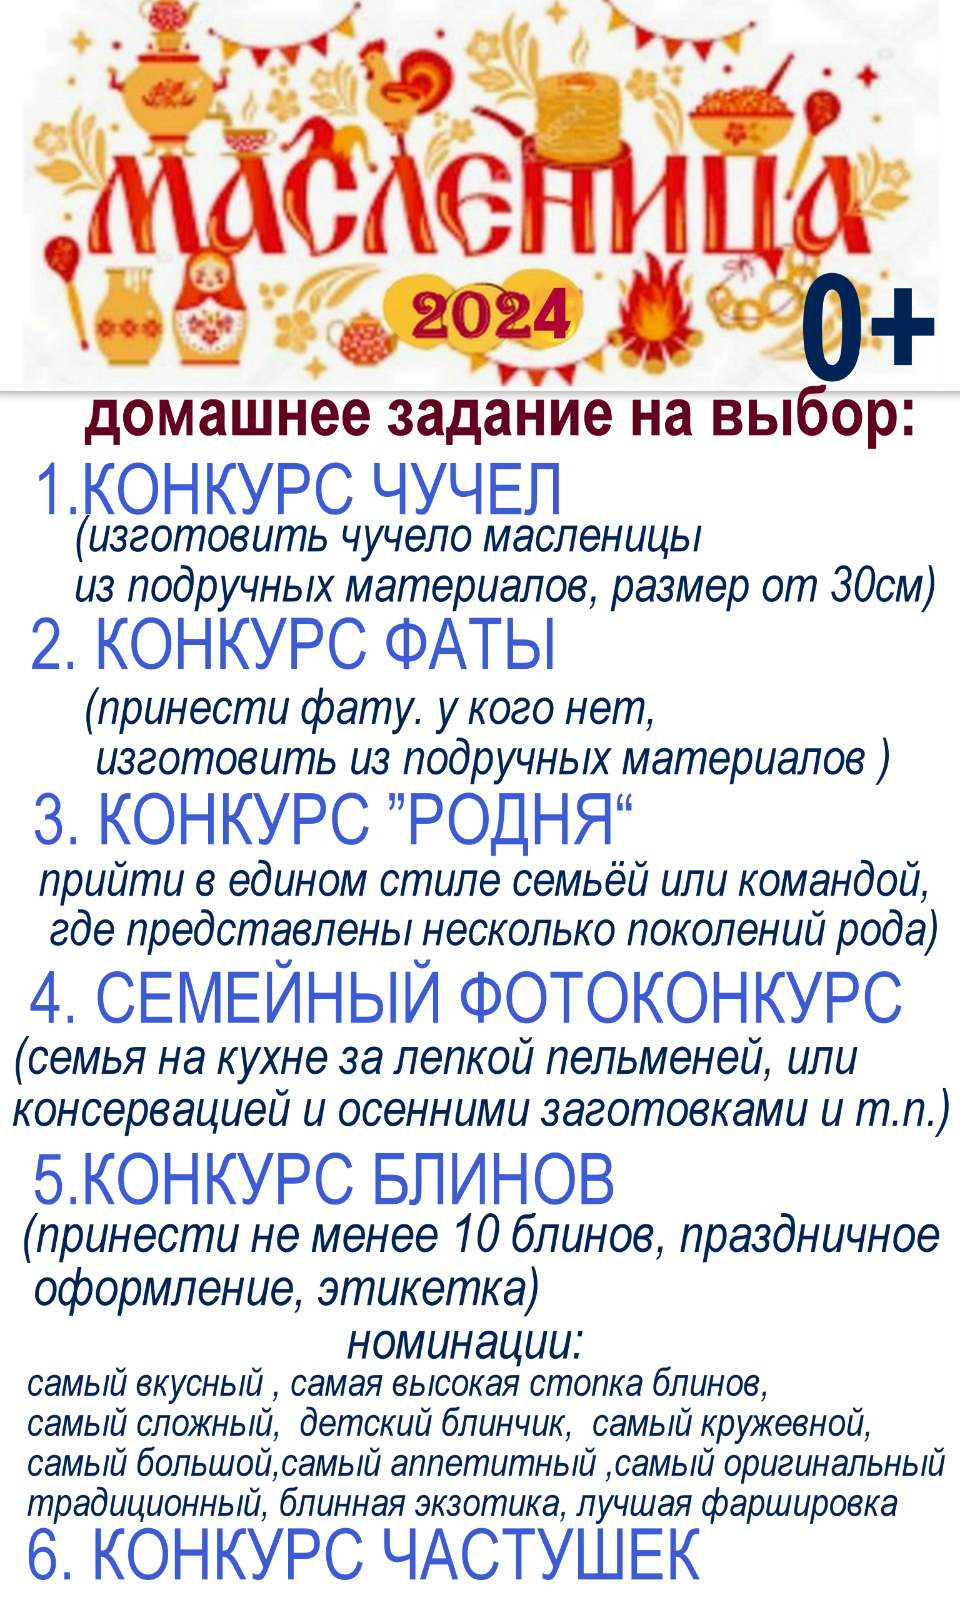 МАСЛЕНИЦА
2024
0+
домашнее задание на выбор:
1.КОНКУРС ЧУЧЕЛ
(изготовить чучело масленицы
из подручных материалов, размер от 30см)
2. КОНКУРС ФАТЫ
(принести фату. у кого нет,
изготовить из подручных материалов )
3. КОНКУРС ”РОДНЯ“
прийти в едином стиле семьёй или командой,
где представлены несколько поколений рода)
4. СЕМЕЙНЫЙ ФОТОКОНКУРС
(семья на кухне за лепкой пельменей, или
консервацией и осенними заготовками и т.п.)
5.КОНКУРС БЛИНОВ
(принести не менее 10 блинов, праздничное
оформление, этикетка)
номинации:
самый вкусный , самая высокая стопка блинов,
самый сложный, детский блинчик, самый кружевной,
самый большой,самый аппетитный ,самый оригинальный
традиционный, блинная экзотика, лучшая фаршировка
6. КОНКУРС ЧАСТУШЕК